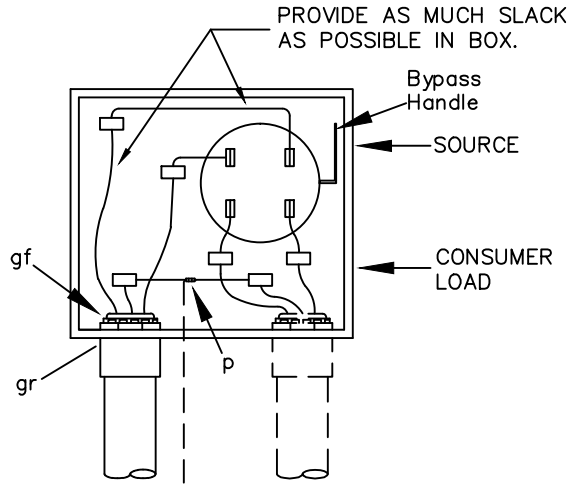 PROVIDE AS MUCH SLACK
AS POSSIBLE IN BOX.
Bypass
Handle
SOURCE
gf
CONSUMER
LOAD
p
gr